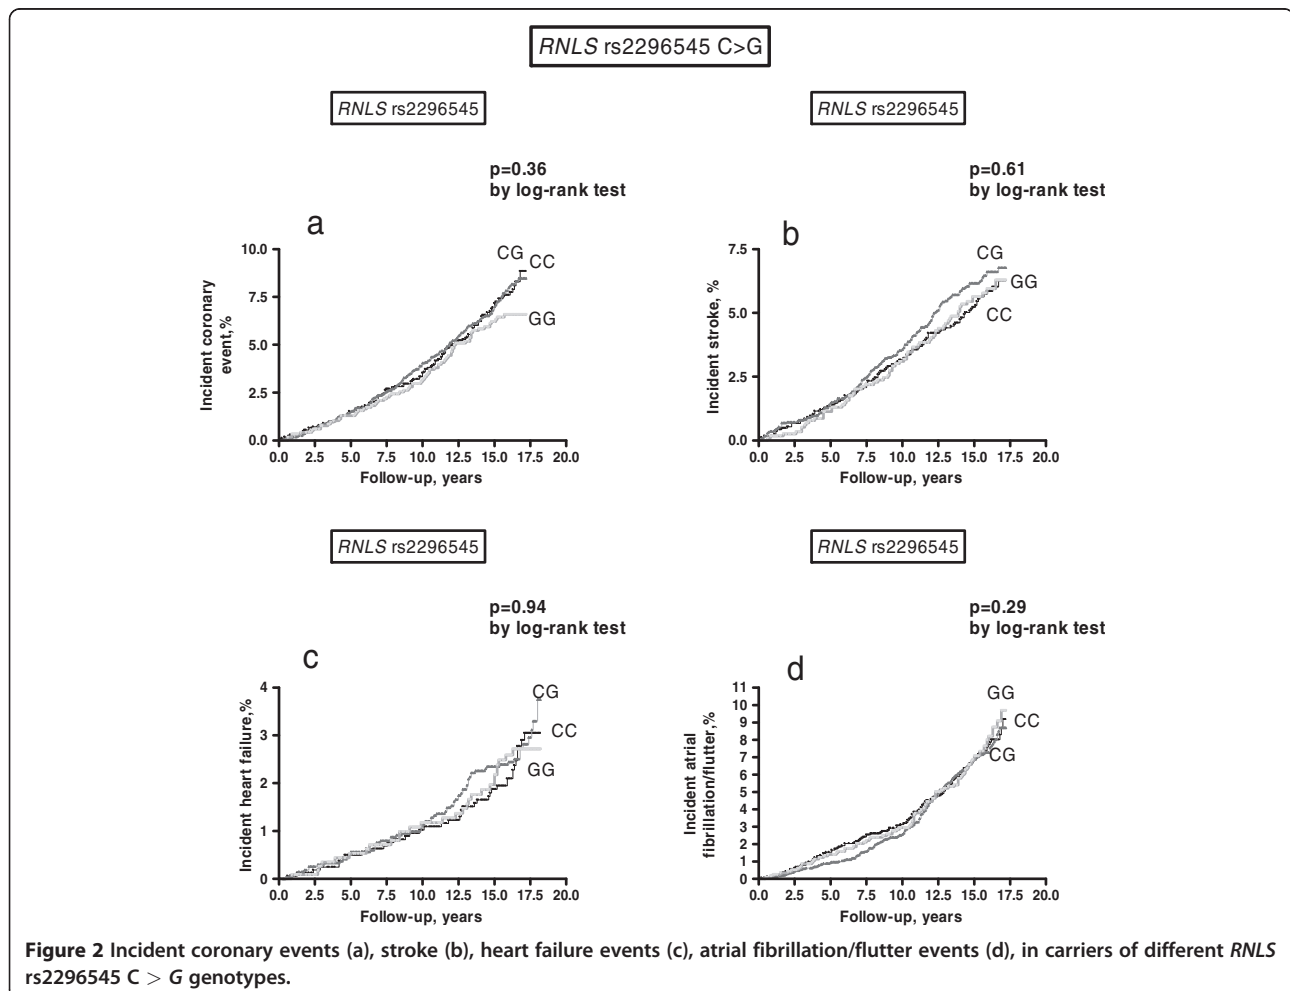 RNLS rs2296545 C>G
RNLS rs2296545
p=0.36
by log-rank test
a
10.0
7.5
5.0
2.5
0.0
Incident coronary
event,%
CG
CC
GG
0.0 2.5 5.0 7.5 10.0 12.5 15.0 17.5 20.0
Follow-up, years
RNLS rs2296545
p=0.61
by log-rank test
b
7.5
5.0
2.5
0.0
Incident stroke, %
CG
GG
CC
0.0 2.5 5.0 7.5 10.0 12.5 15.0 17.5 20.0
Follow-up, years
RNLS rs2296545
p=0.94
by log-rank test
c
4
3
2
1
0
Incident heart failure,%
CG
CC
GG
0.0 2.5 5.0 7.5 10.0 12.5 15.0 17.5 20.0
Follow-up, years
RNLS rs2296545
p=0.29
by log-rank test
d
11
10
9
8
7
6
5
4
3
2
1
0
Incident atrial
fibrillation/flutter,%
GG
CC
CG
0.0 2.5 5.0 7.5 10.0 12.5 15.0 17.5 20.0
Follow-up, years
Figure 2 Incident coronary events (a), stroke (b), heart failure events (c), atrial fibrillation/flutter events (d), in carriers of different RNLS
rs2296545 C > G genotypes.